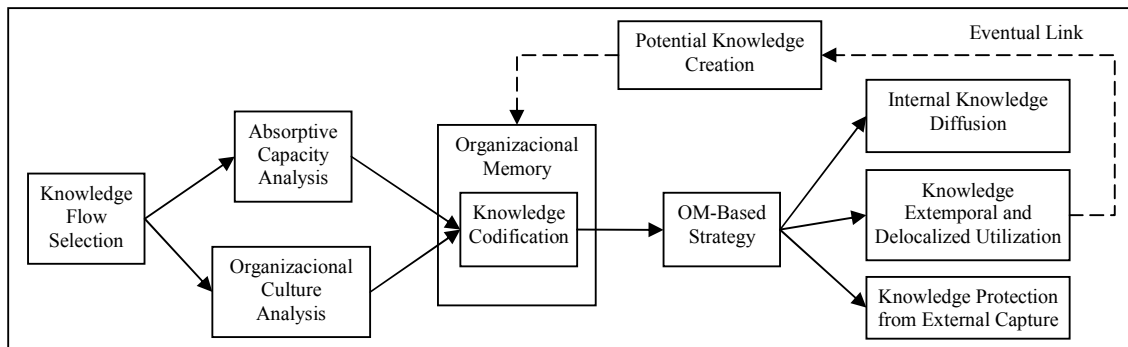 Potential Knowledge
Creation
Eventual Link
Knowledge
Flow
Selection
Absorptive
Capacity
Analysis
Organizacional
Culture
Analysis
Organizacional
Memory
Knowledge
Codification
OM-Based
Strategy
Internal Knowledge
Diffusion
Knowledge
Extemporal and
Delocalized Utilization
Knowledge Protection
from External Capture